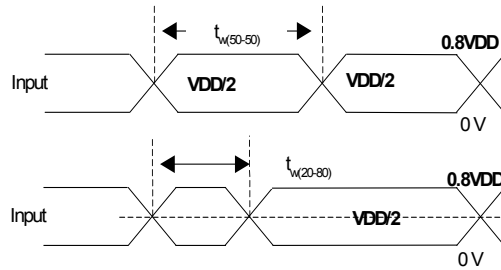 tw(50-50)
0.8VDD
Input
VDD/2
VDD/2
0 V
tw(20-80)
0.8VDD
Input
VDD/2
0 V